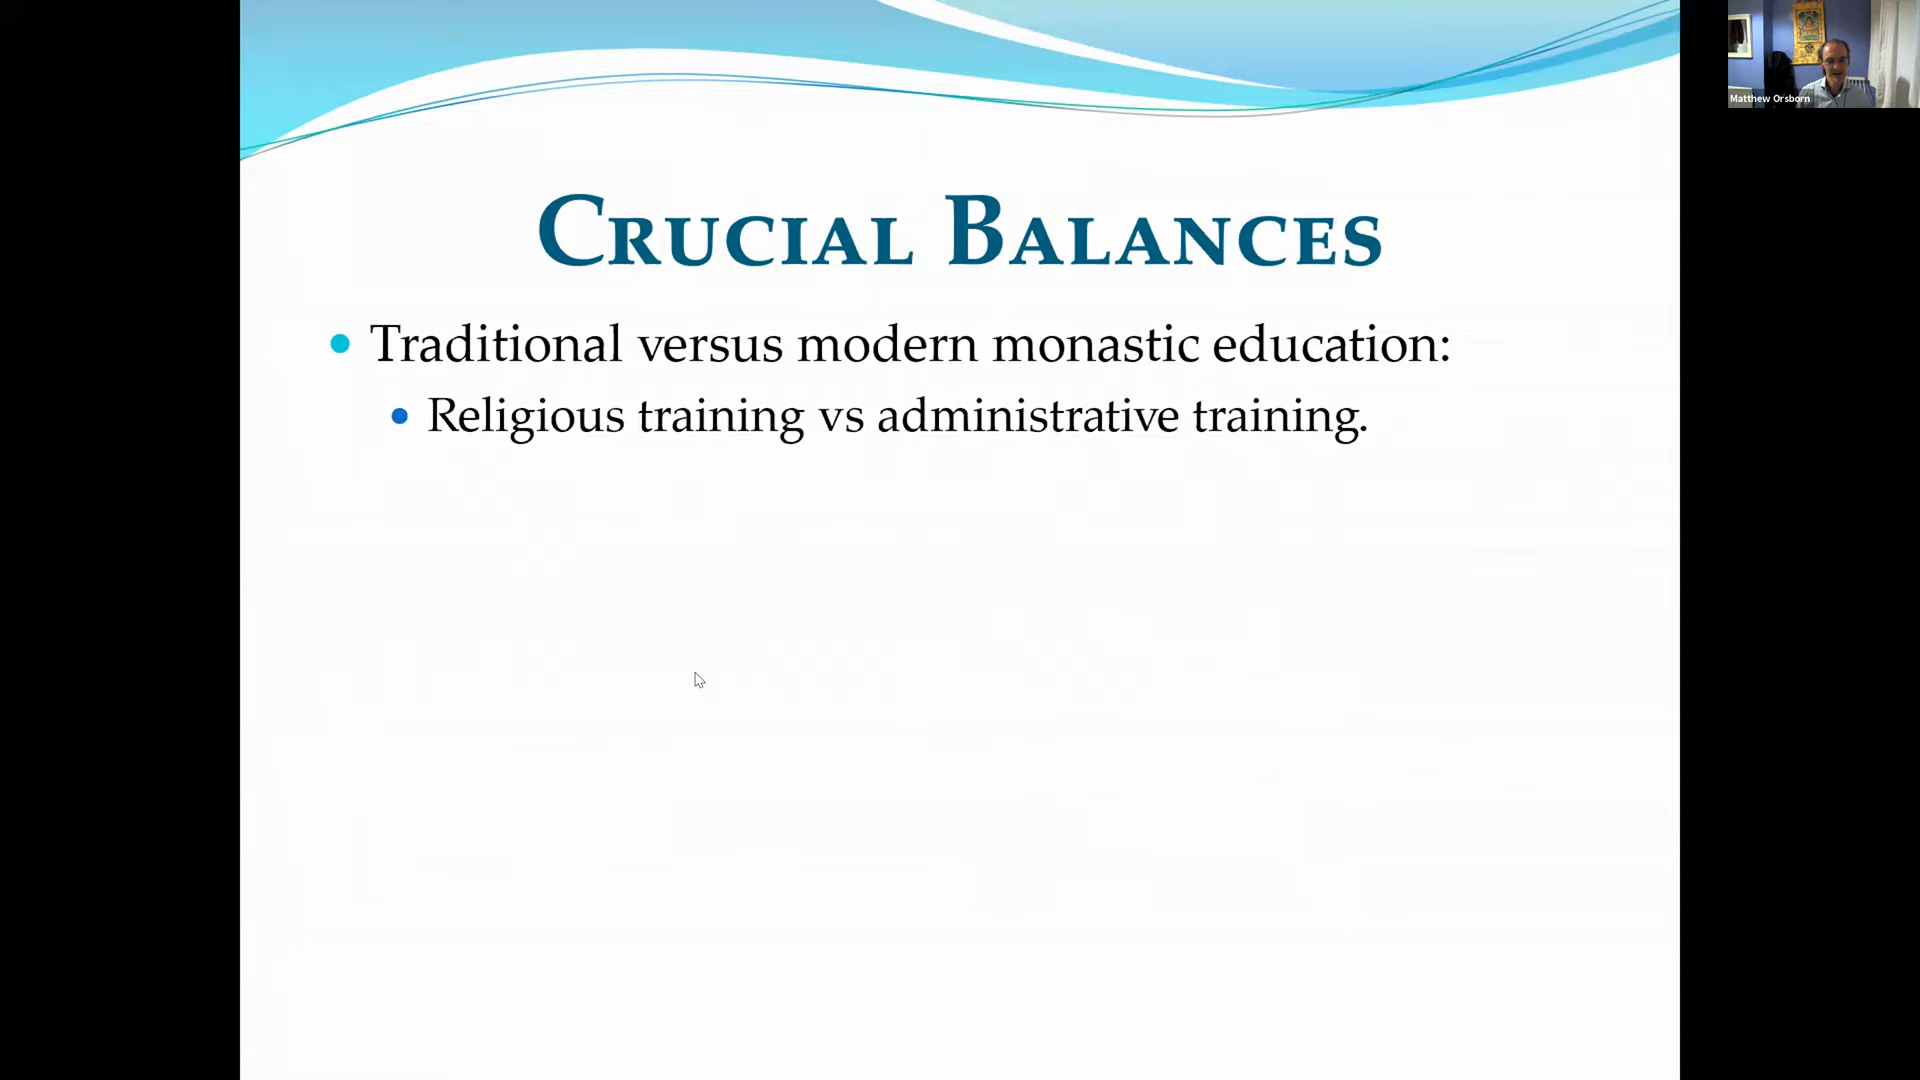 Matthew Orsborn
Crucial Balances
Traditional versus modern monastic education:
Religious training vs administrative training.